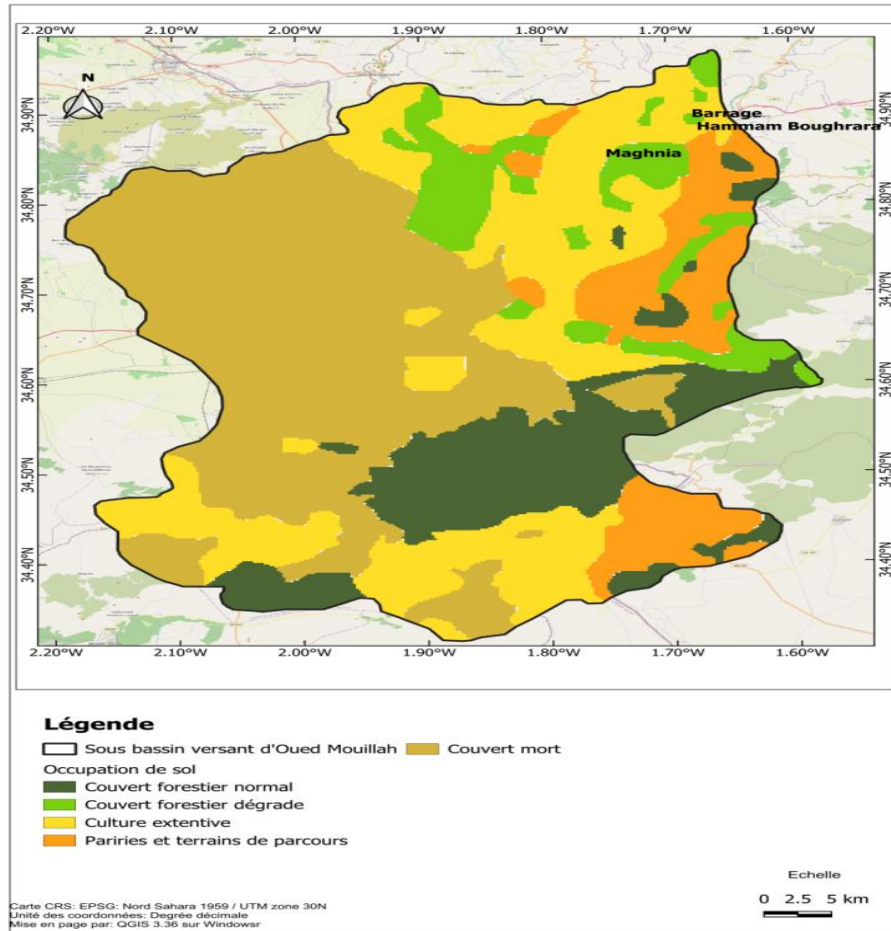 2.20°W 2.10°W 2.00°W 1.90°W 1.80°W 1.70°W 1.60°W
N
34.90°N 34.90°N
Barrage
Hammam Boughrara
Maghnia
34.80°N 34.80°N
34.70°N 34.70°N
34.60°N 34.60°N
34.50°N 34.50°N
34.40°N 34.40°N
2.20°W 2.10°W 2.00°W 1.90°W 1.80°W 1.70°W 1.60°W
Légende
Sous bassin versant d'Oued Mouillah Couvert mort
Occupation de sol
Couvert forestier normal
Couvert forestier dégrade
Culture extentive
Pariries et terrains de parcours
Echelle
0 2.5 5 km
Carte CRS: EPSG: Nord Sahara 1959 / UTM zone 30N
Unité des coordonnées: Degrée décimale
Mise en page par: QGIS 3.36 sur Windowsr